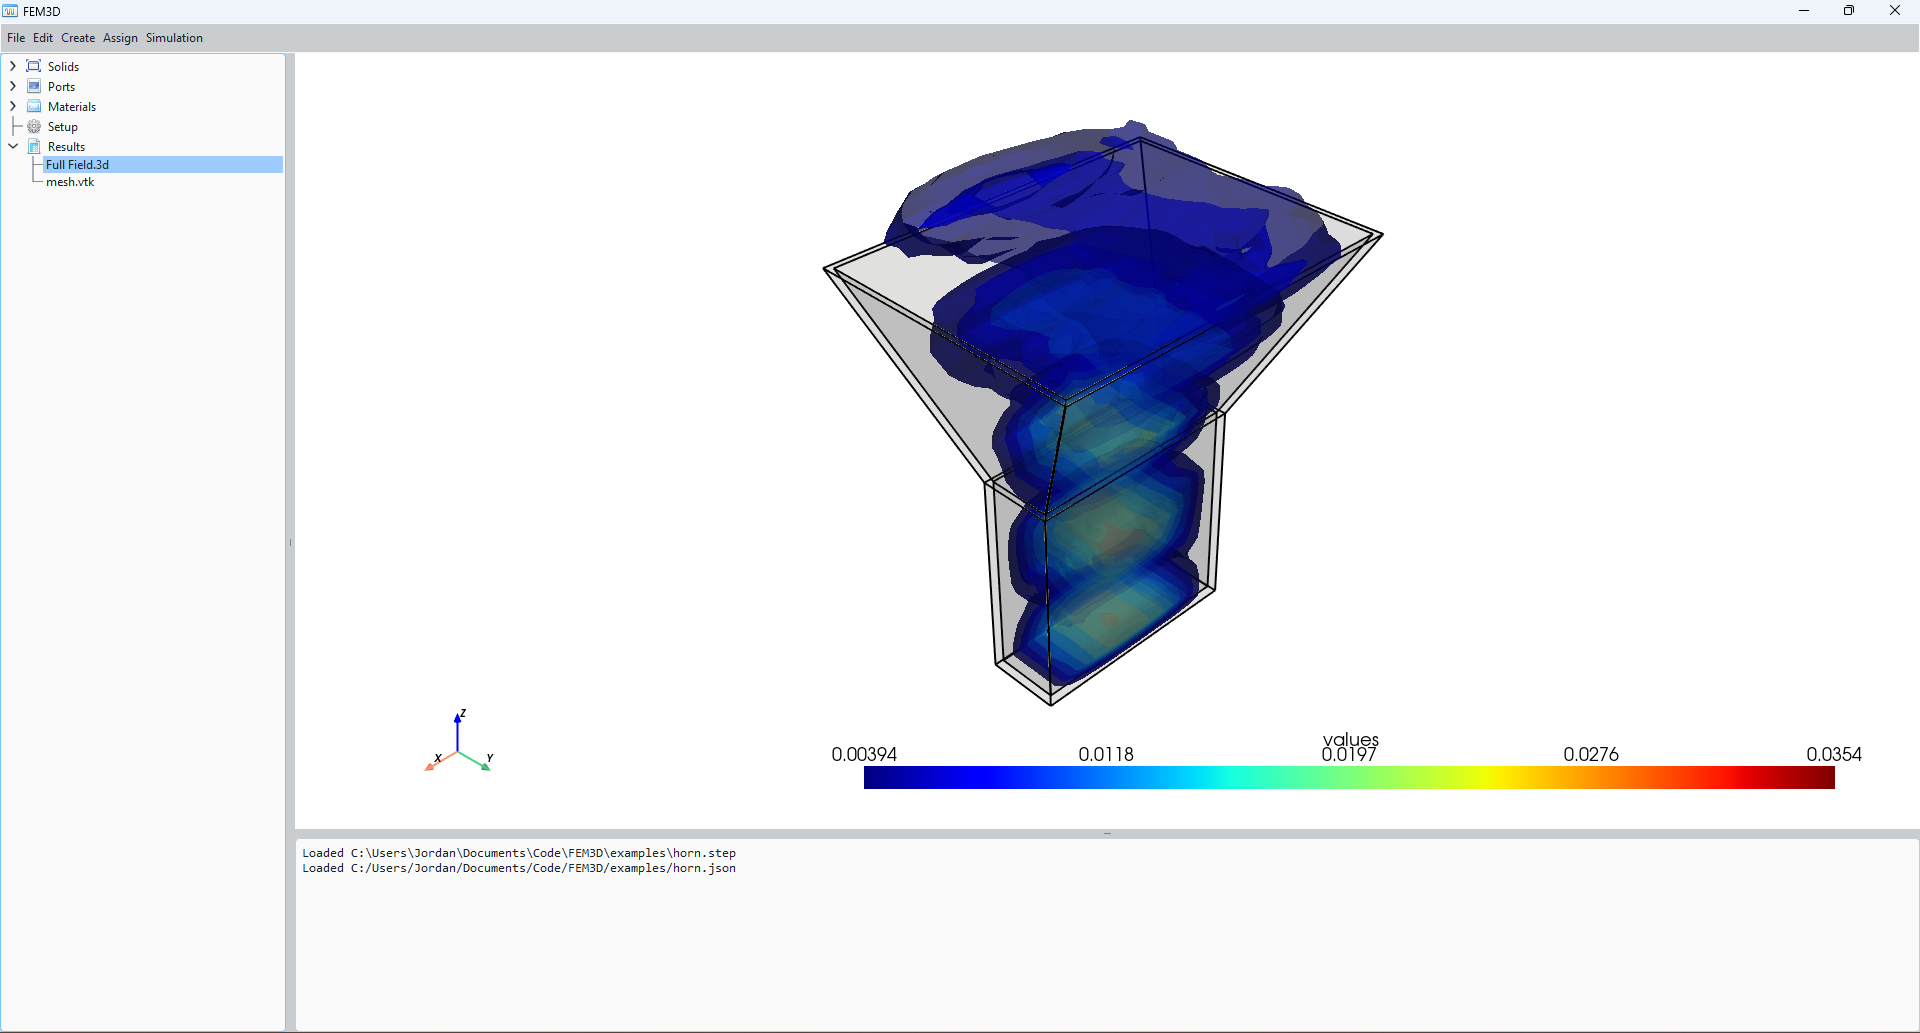 FEM3D
File Edit Create Assign Simulation
Solids
Ports
Materials
Setup
Results
Full Field.3d
mesh.vtk
Z
X
Y
values
0.00394 0.0118 0.0197 0.0276 0.0354
Loaded C:\Users\Jordan\Documents\Code\FEM3D\examples\horn.step
Loaded C:/Users/Jordan/Documents/Code/FEM3D/examples/horn.json